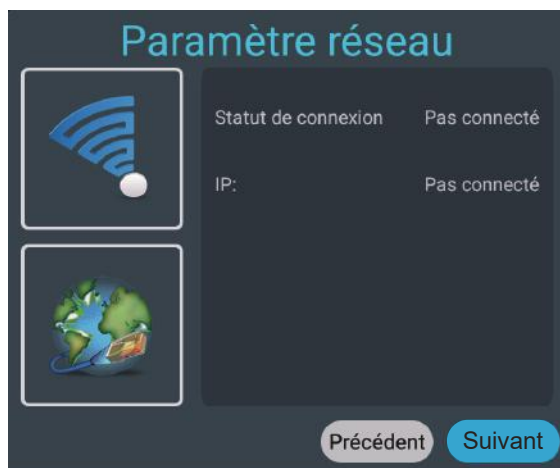 Paramètre réseau
Statut de connexion Pas connecté
IP: Pas connecté
Précédent Suivant